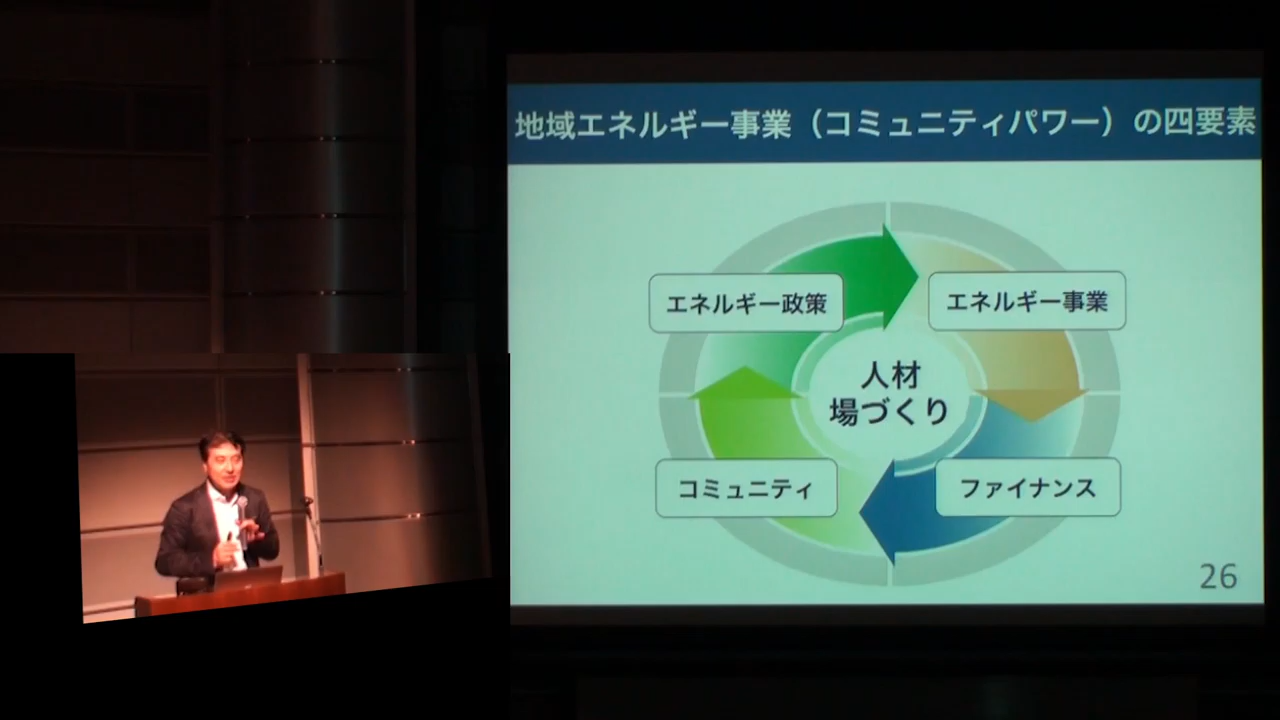 地域エネルギー事業（コミュニティパワー）の四要素
エネルギー政策
エネルギー事業
人材
場づくり
コミュニティ
ファイナンス
26